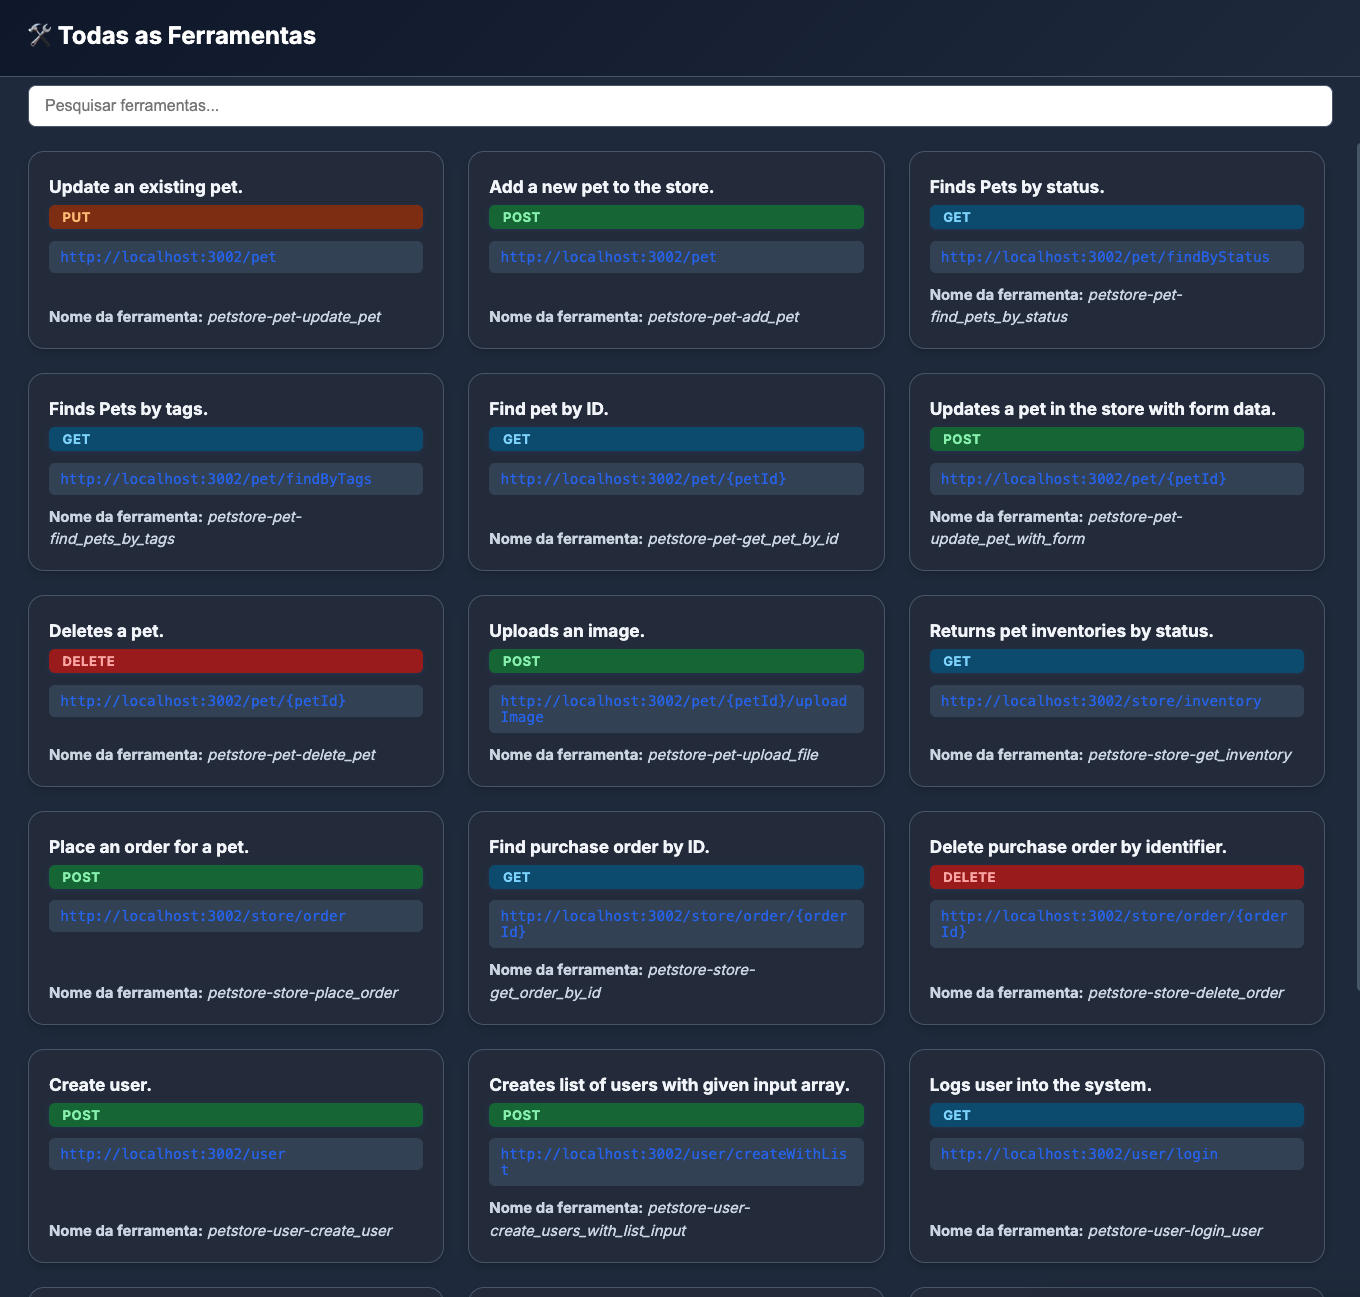 🛠️ Todas as Ferramentas
Pesquisar ferramentas...
Update an existing pet.
PUT
http://localhost:3002/pet
Nome da ferramenta: petstore-pet-update_pet
Add a new pet to the store.
POST
http://localhost:3002/pet
Nome da ferramenta: petstore-pet-add_pet
Finds Pets by status.
GET
http://localhost:3002/pet/findByStatus
Nome da ferramenta: petstore-pet-
find_pets_by_status
Finds Pets by tags.
GET
http://localhost:3002/pet/findByTags
Nome da ferramenta: petstore-pet-
find_pets_by_tags
Find pet by ID.
GET
http://localhost:3002/pet/{petId}
Nome da ferramenta: petstore-pet-get_pet_by_id
Updates a pet in the store with form data.
POST
http://localhost:3002/pet/{petId}
Nome da ferramenta: petstore-pet-
update_pet_with_form
Deletes a pet.
DELETE
http://localhost:3002/pet/{petId}
Nome da ferramenta: petstore-pet-delete_pet
Uploads an image.
POST
http://localhost:3002/pet/{petId}/upload
Image
Nome da ferramenta: petstore-pet-upload_file
Returns pet inventories by status.
GET
http://localhost:3002/store/inventory
Nome da ferramenta: petstore-store-get_inventory
Place an order for a pet.
POST
http://localhost:3002/store/order
Nome da ferramenta: petstore-store-place_order
Find purchase order by ID.
GET
http://localhost:3002/store/order/{order
Id}
Nome da ferramenta: petstore-store-
get_order_by_id
Delete purchase order by identifier.
DELETE
http://localhost:3002/store/order/{order
Id}
Nome da ferramenta: petstore-store-delete_order
Create user.
POST
http://localhost:3002/user
Nome da ferramenta: petstore-user-create_user
Creates list of users with given input array.
POST
http://localhost:3002/user/createWithLis
t
Nome da ferramenta: petstore-user-
create_users_with_list_input
Logs user into the system.
GET
http://localhost:3002/user/login
Nome da ferramenta: petstore-user-login_user